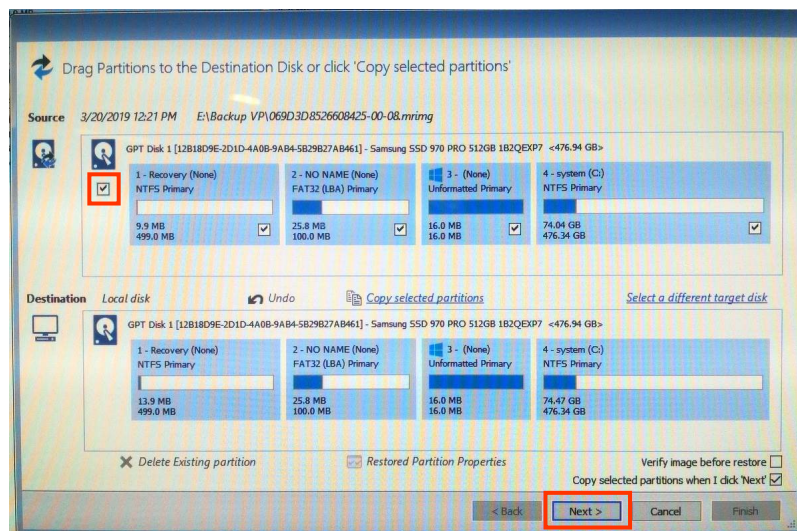 Drag Partitions to the Destination Disk or click 'Copy selected partitions'
Source 3/20/2019 12:21 PM E:\Backup VP\069D3D8526608425-00-08.mrimg
GPT Disk 1 [12B18D9E-2D1D-4A0B-9AB4-5B29B27AB461] - Samsung SSD 970 PRO 512GB 1B2QEXP7 <476.94 GB>
1 - Recovery (None)
NTFS Primary
9.9 MB
499.0 MB
2 - NO NAME (None)
FAT32 (LBA) Primary
25.8 MB
100.0 MB
3 - (None)
Unformatted Primary
16.0 MB
16.0 MB
4 - system (C:)
NTFS Primary
74.04 GB
476.34 GB
Destination Local disk Undo Copy selected partitions Select a different target disk
GPT Disk 1 [12B18D9E-2D1D-4A0B-9AB4-5B29B27AB461] - Samsung SSD 970 PRO 512GB 1B2QEXP7 <476.94 GB>
1 - Recovery (None)
NTFS Primary
13.9 MB
499.0 MB
2 - NO NAME (None)
FAT32 (LBA) Primary
25.8 MB
100.0 MB
3 - (None)
Unformatted Primary
16.0 MB
16.0 MB
4 - system (C:)
NTFS Primary
74.47 GB
476.34 GB
Delete Existing partition Restored Partition Properties Verify image before restore
Copy selected partitions when I click 'Next'
< Back Next > Cancel Finish